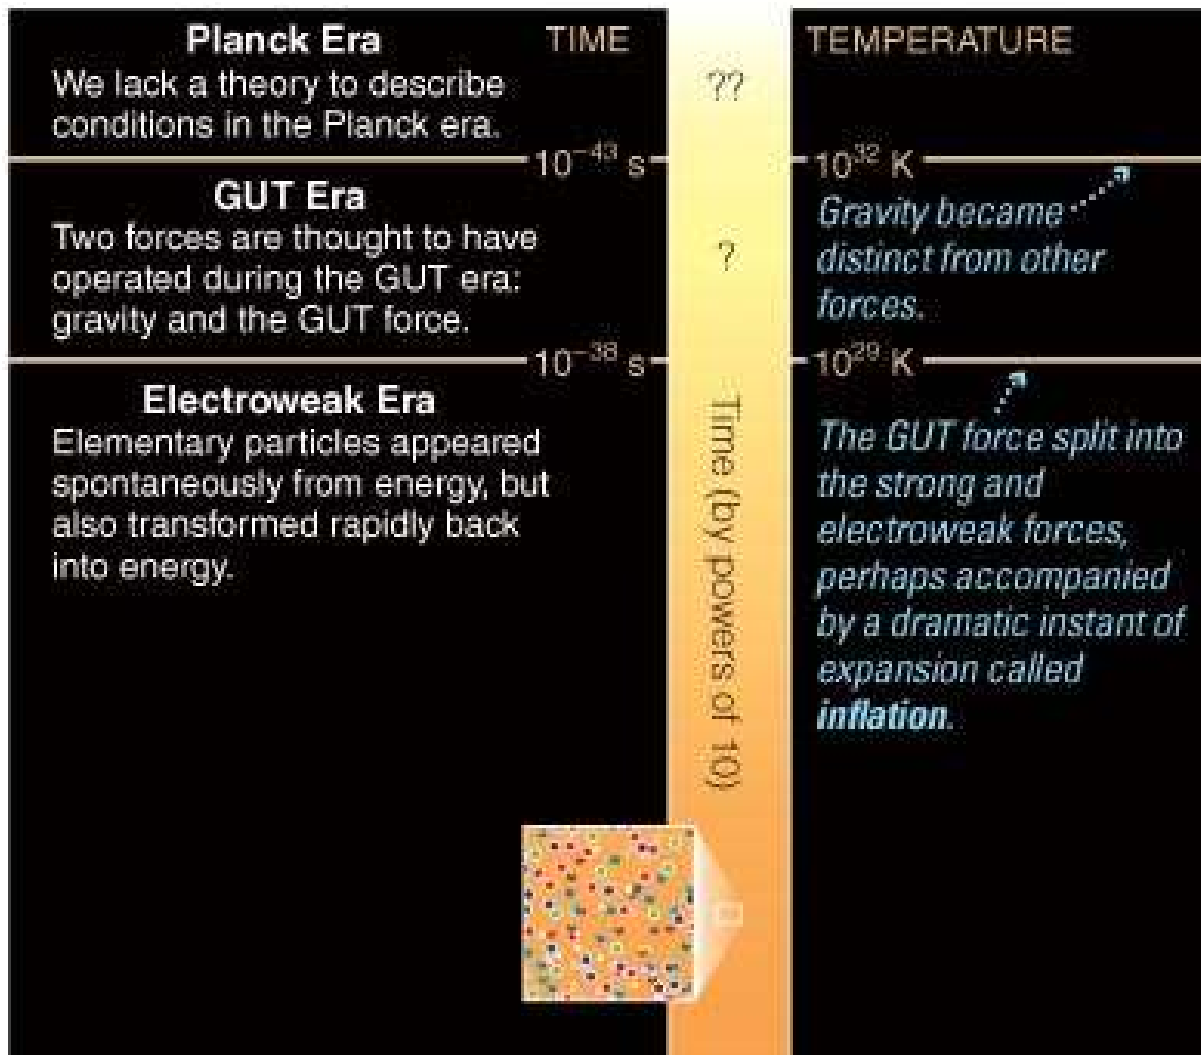 Planck Era
TIME
TEMPERATURE
We lack a theory to describe
conditions in the Planck era.
??
10⁻⁴³ s
10³² K
GUT Era
Two forces are thought to have
operated during the GUT era:
gravity and the GUT force.
?
Gravity became
distinct from other
forces.
10⁻³⁸ s
10²⁹ K
Electroweak Era
Elementary particles appeared
spontaneously from energy, but
also transformed rapidly back
into energy.
Time (by powers of 10)
The GUT force split into
the strong and
electroweak forces,
perhaps accompanied
by a dramatic instant of
expansion called
inflation.